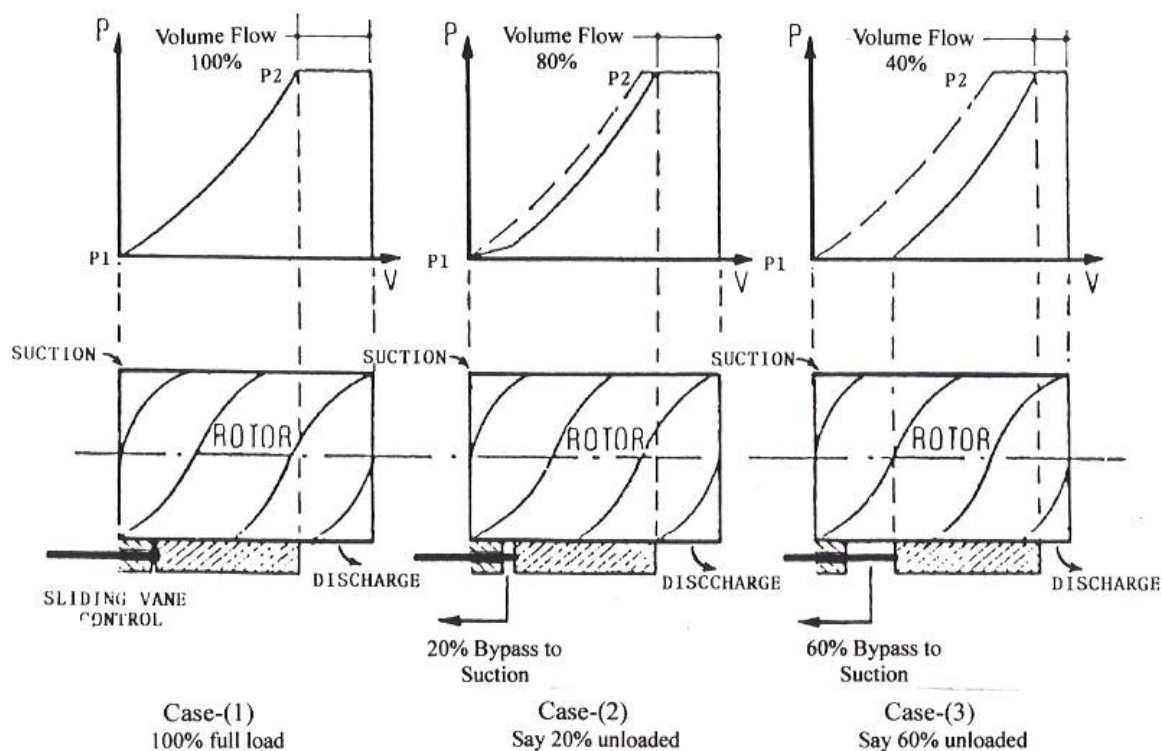 P
Volume Flow
100%
P2
P1
V
SUCTION
ROTOR
DISCHARGE
SLIDING VANE
CONTROL
Case-(1)
100% full load
P
Volume Flow
80%
P2
P1
V
SUCTION
ROTOR
DISCCHARGE
20% Bypass to
Suction
Case-(2)
Say 20% unloaded
P
Volume Flow
40%
P2
P1
V
SUCTION
ROTOR
DISCHARGE
60% Bypass to
Suction
Case-(3)
Say 60% unloaded